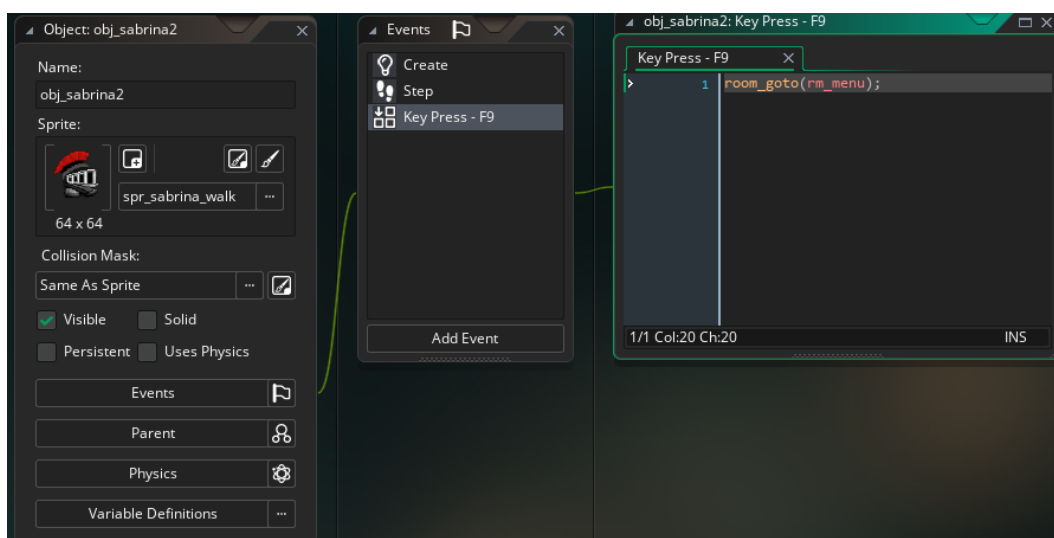 Object: obj_sabrina2
Name:
obj_sabrina2
Sprite:
spr_sabrina_walk
64 x 64
Collision Mask:
Same As Sprite
Visible Solid
Persistent Uses Physics
Events
Parent
Physics
Variable Definitions
Events
Create
Step
Key Press - F9
Add Event
obj_sabrina2: Key Press - F9
Key Press - F9
1 room_goto(rm_menu);
1/1 Col:20 Ch:20 INS